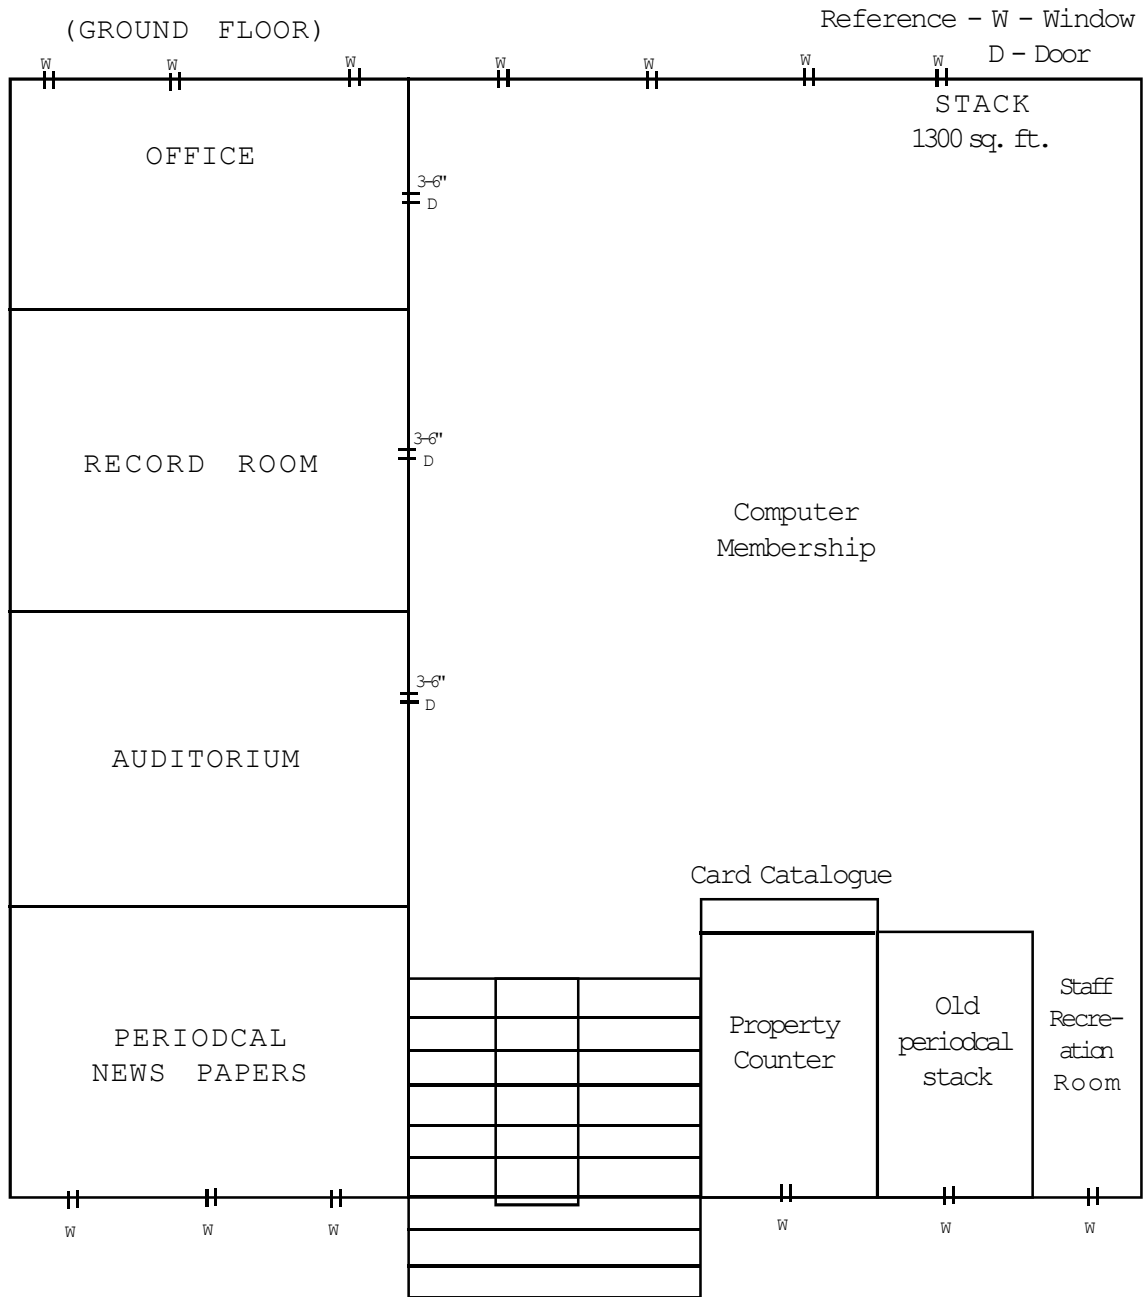 (GROUND FLOOR)
Reference - W - Window
D - Door
W
W
W
W
W
W
W
STACK
1300 sq. ft.
OFFICE
3-6"
D
RECORD ROOM
3-6"
D
Computer
Membership
3-6"
D
AUDITORIUM
Card Catalogue
PERIODCAL
NEWS PAPERS
Property
Counter
Old
periodcal
stack
Staff
Recre-
ation
Room
W
W
W
W
W
W